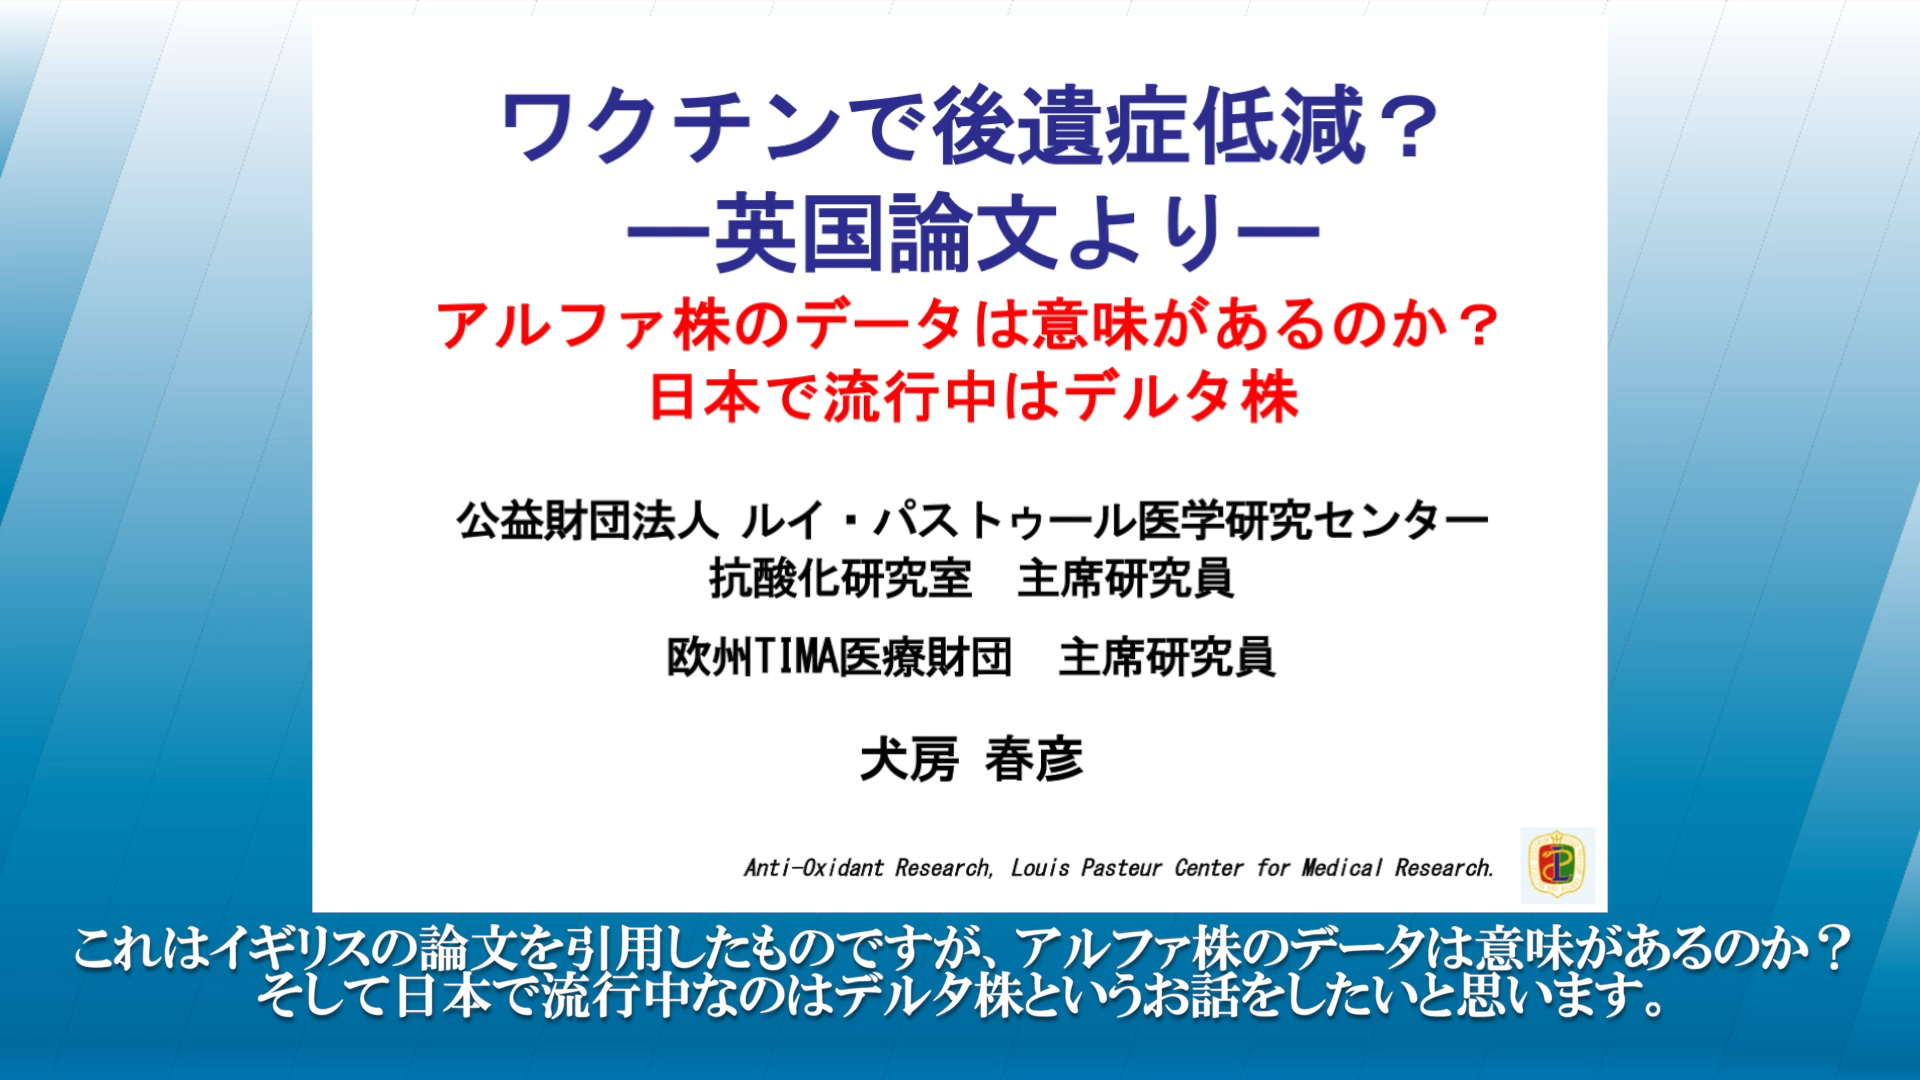 ワクチンで後遺症低減？
―英国論文より―
アルファ株のデータは意味があるのか？
日本で流行中はデルタ株
公益財団法人 ルイ・パストゥール医学研究センター
抗酸化研究室　主席研究員
欧州TIMA医療財団　主席研究員
犬房 春彦
Anti-Oxidant Research, Louis Pasteur Center for Medical Research.
これはイギリスの論文を引用したものですが、アルファ株のデータは意味があるのか？
そして日本で流行中なのはデルタ株というお話をしたいと思います。